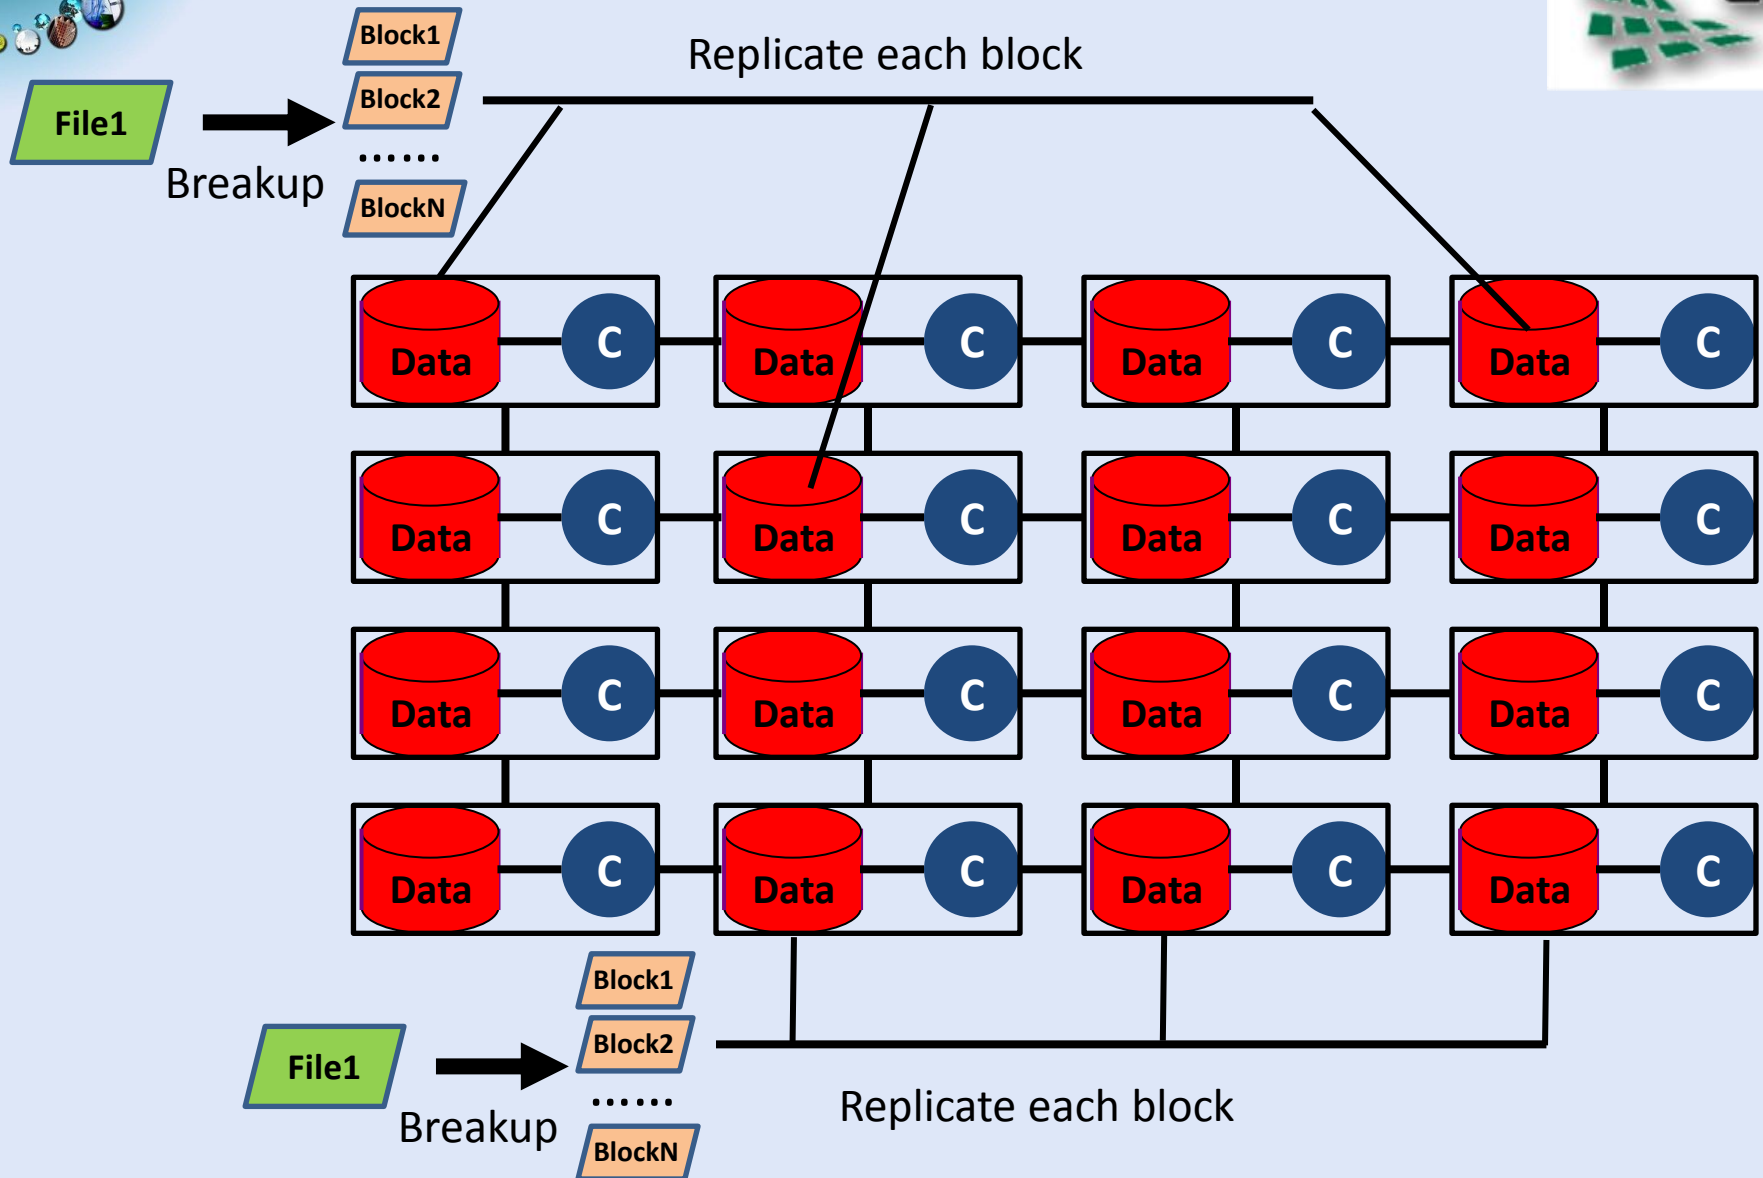 Block1
Replicate each block
Block2
File1
......
Breakup
BlockN
Data C Data C Data C Data C
Data C Data C Data C Data C
Data C Data C Data C Data C
Data C Data C Data C Data C
Block1
Block2
File1
......
Replicate each block
Breakup
BlockN